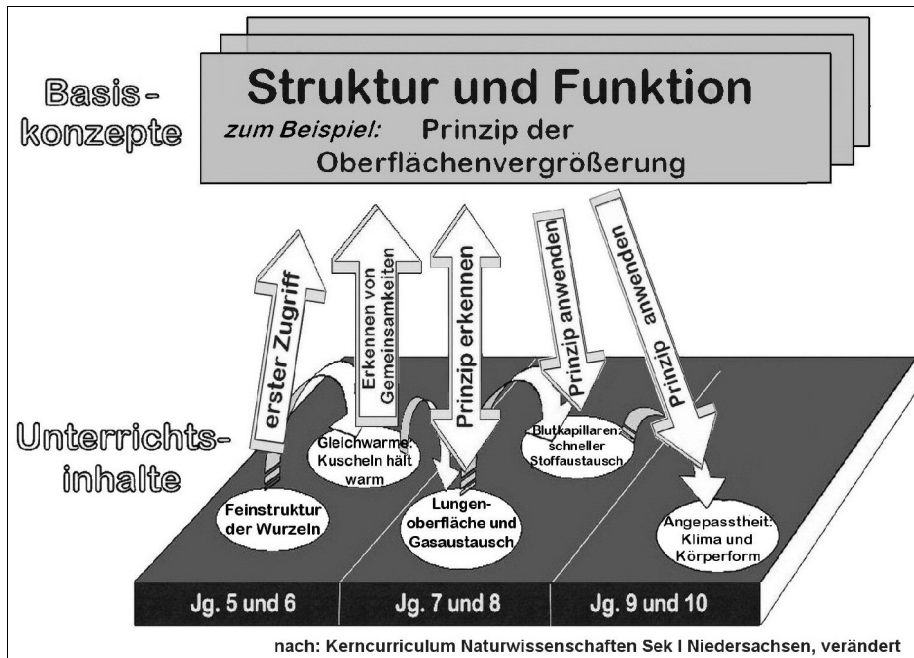 Basis-
konzepte
Struktur und Funktion
zum Beispiel: Prinzip der
Oberflächenvergrößerung
erster Zugriff
Erkennen von
Gemeinsamkeiten
Prinzip erkennen
Prinzip anwenden
Prinzip anwenden
Unterrichts-
inhalte
Feinstruktur
der Wurzeln
Gleichwarme:
Kuscheln hält
warm
Lungen-
oberfläche und
Gasaustausch
Blutkapillaren:
schneller
Stoffaustausch
Angepasstheit:
Klima und
Körperform
Jg. 5 und 6
Jg. 7 und 8
Jg. 9 und 10
nach: Kerncurriculum Naturwissenschaften Sek I Niedersachsen, verändert